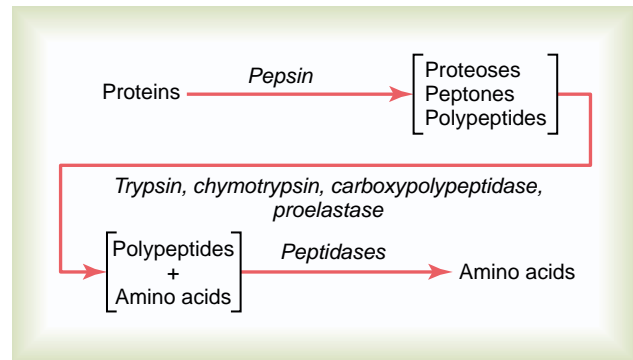 Proteins
Pepsin
Proteoses
Peptones
Polypeptides
Trypsin, chymotrypsin, carboxypolypeptidase,
proelastase
Polypeptides
+
Amino acids
Peptidases
Amino acids